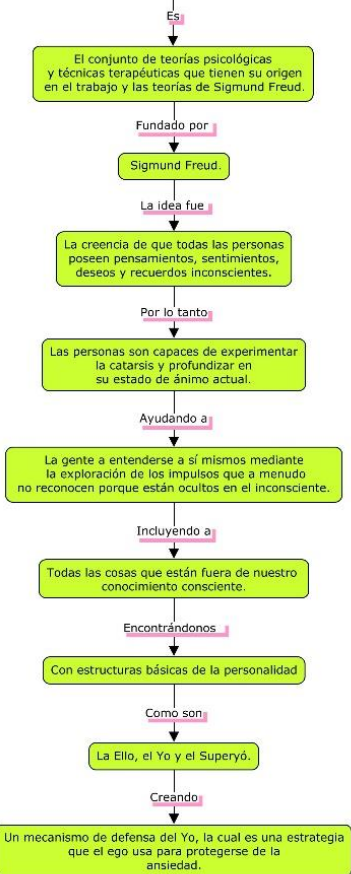 Es
El conjunto de teorías psicológicas
y técnicas terapéuticas que tienen su origen
en el trabajo y las teorías de Sigmund Freud.
Fundado por
Sigmund Freud.
La idea fue
La creencia de que todas las personas
poseen pensamientos, sentimientos,
deseos y recuerdos inconscientes.
Por lo tanto
Las personas son capaces de experimentar
la catarsis y profundizar en
su estado de ánimo actual.
Ayudando a
La gente a entenderse a sí mismos mediante
la exploración de los impulsos que a menudo
no reconocen porque están ocultos en el inconsciente.
Incluyendo a
Todas las cosas que están fuera de nuestro
conocimiento consciente.
Encontrándonos
Con estructuras básicas de la personalidad
Como son
La Ello, el Yo y el Superyó.
Creando
Un mecanismo de defensa del Yo, la cual es una estrategia
que el ego usa para protegerse de la
ansiedad.